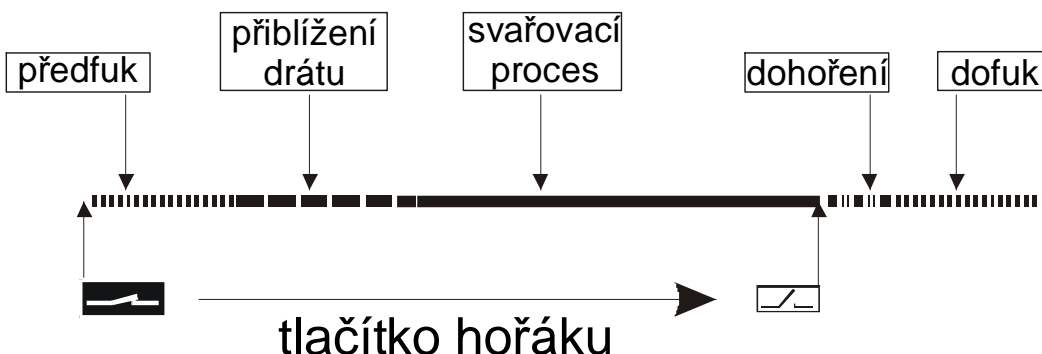 předfuk
přiblížení
drátu
svařovací
proces
dohoření
dofuk
tlačítko hořáku